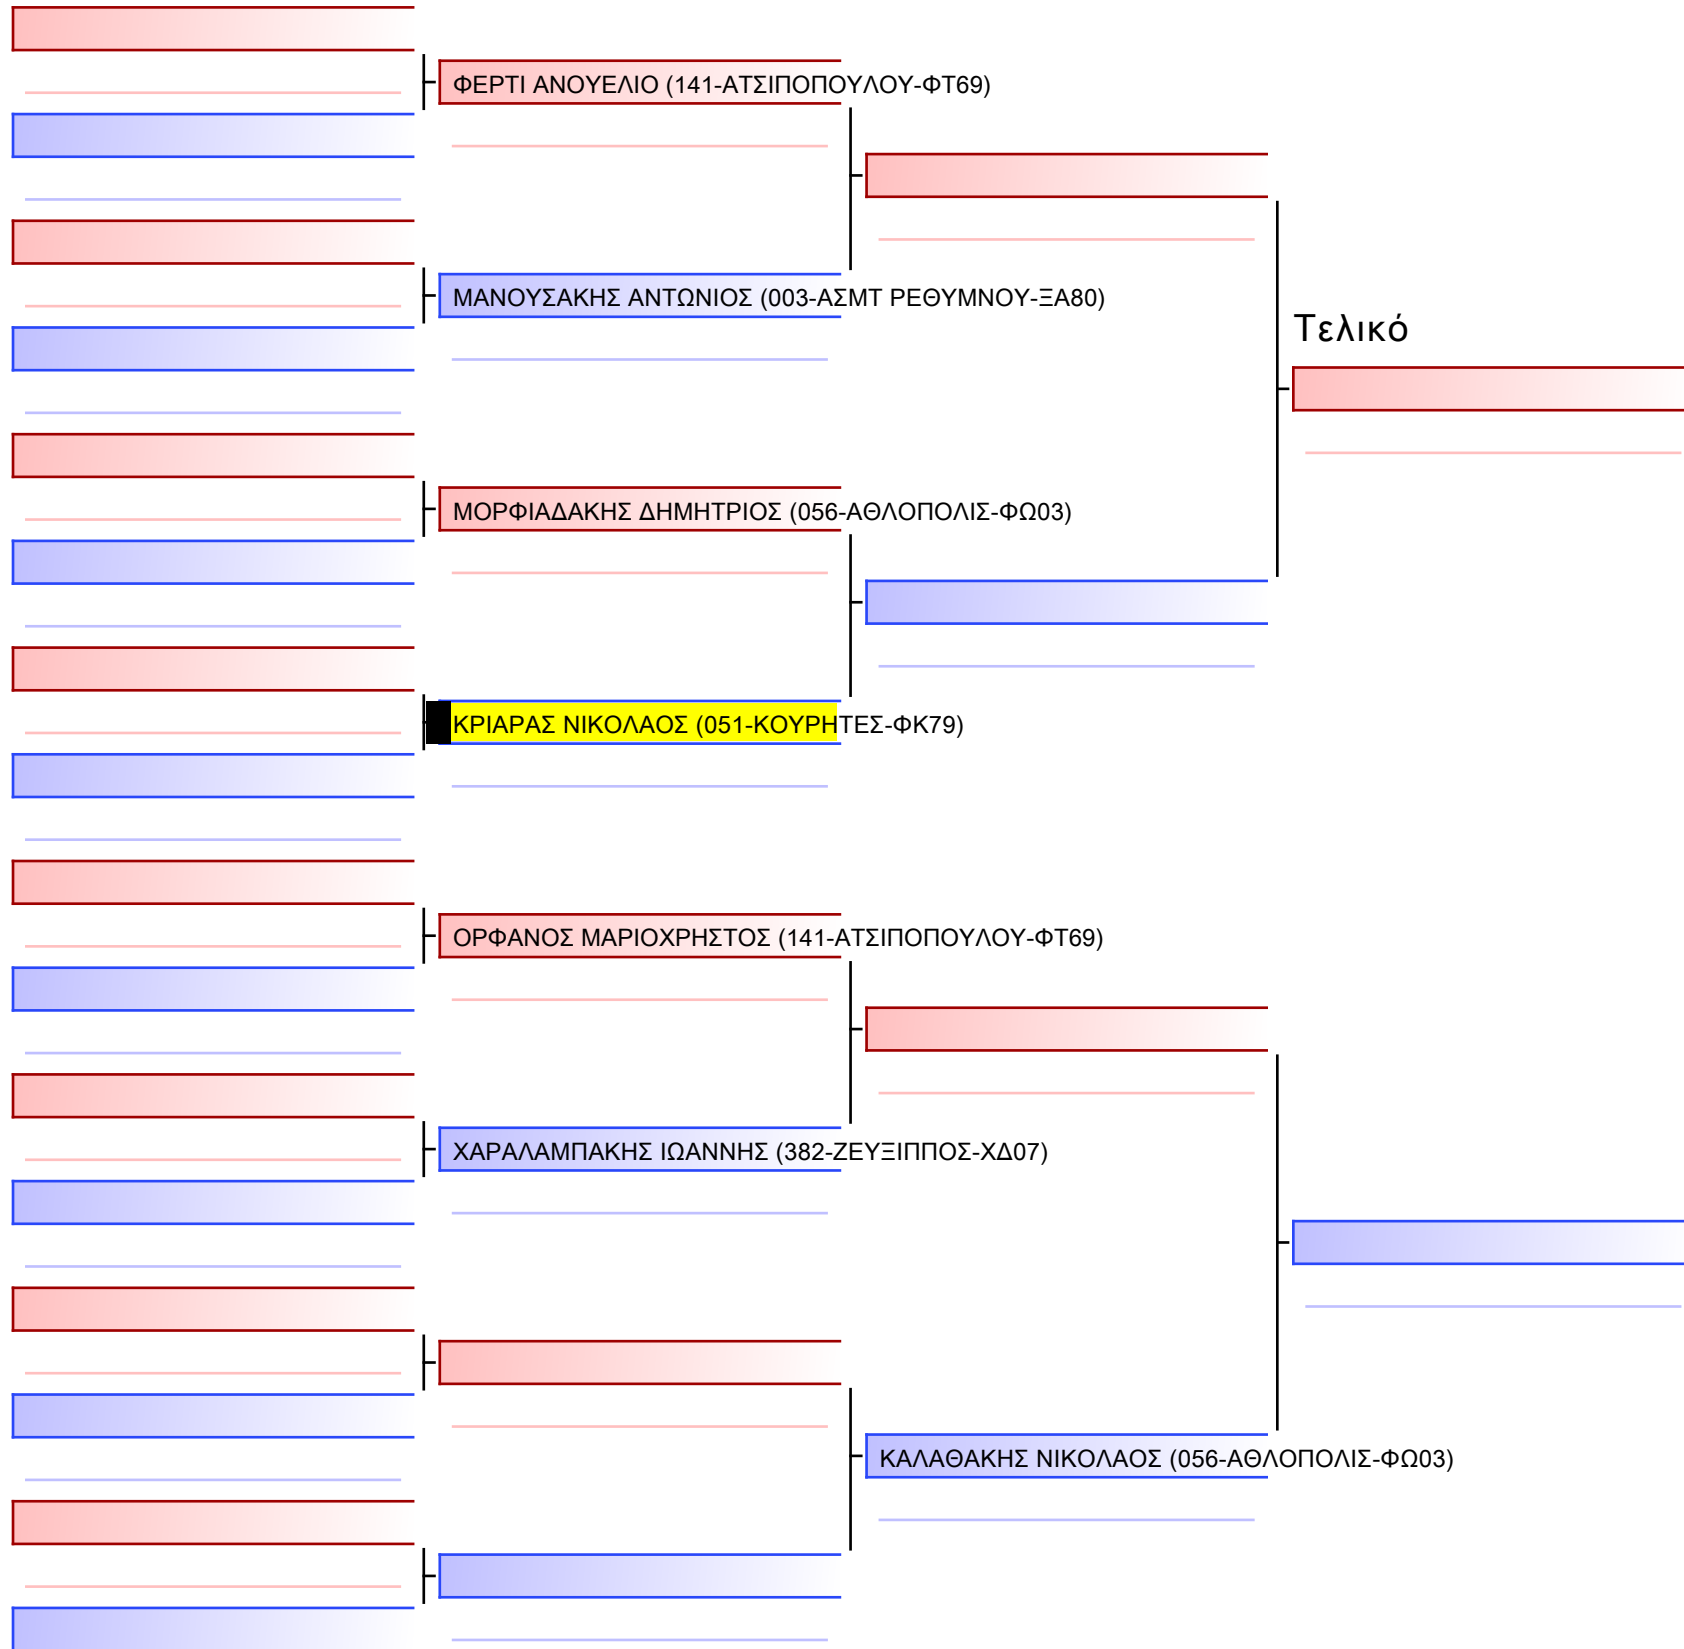 ΦΕΡΤΙ ΑΝΟΥΕΛΙΟ (141-ΑΤΣΙΠΟΠΟΥΛΟΥ-ΦΤ69)
ΜΑΝΟΥΣΑΚΗΣ ΑΝΤΩΝΙΟΣ (003-ΑΣΜΤ ΡΕΘΥΜΝΟΥ-ΞΑ80)
Τελικό
ΜΟΡΦΙΑΔΑΚΗΣ ΔΗΜΗΤΡΙΟΣ (056-ΑΘΛΟΠΟΛΙΣ-ΦΩ03)
ΚΡΙΑΡΑΣ ΝΙΚΟΛΑΟΣ (051-ΚΟΥΡΗΤΕΣ-ΦΚ79)
ΟΡΦΑΝΟΣ ΜΑΡΙΟΧΡΗΣΤΟΣ (141-ΑΤΣΙΠΟΠΟΥΛΟΥ-ΦΤ69)
ΧΑΡΑΛΑΜΠΑΚΗΣ ΙΩΑΝΝΗΣ (382-ΖΕΥΞΙΠΠΟΣ-ΧΔ07)
ΚΑΛΑΘΑΚΗΣ ΝΙΚΟΛΑΟΣ (056-ΑΘΛΟΠΟΛΙΣ-ΦΩ03)